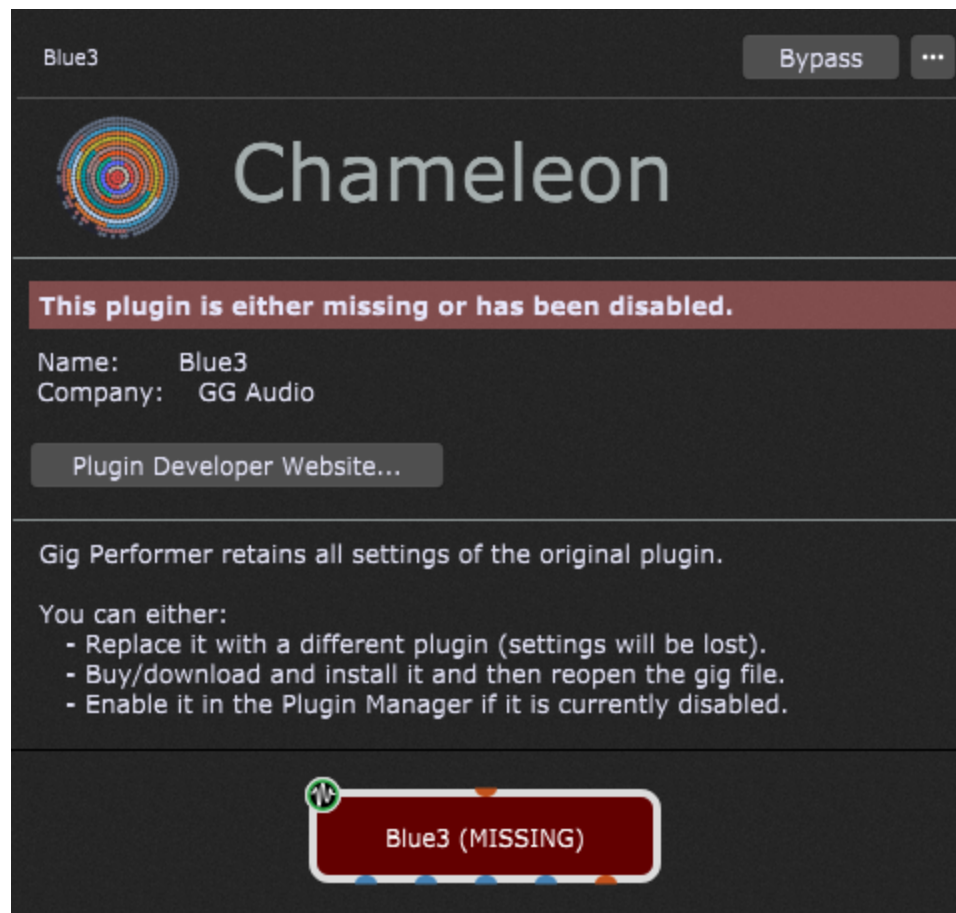 Blue3
Bypass
...
Chameleon
This plugin is either missing or has been disabled.
Name: Blue3
Company: GG Audio
Plugin Developer Website...
Gig Performer retains all settings of the original plugin.
You can either:
- Replace it with a different plugin (settings will be lost).
- Buy/download and install it and then reopen the gig file.
- Enable it in the Plugin Manager if it is currently disabled.
Blue3 (MISSING)